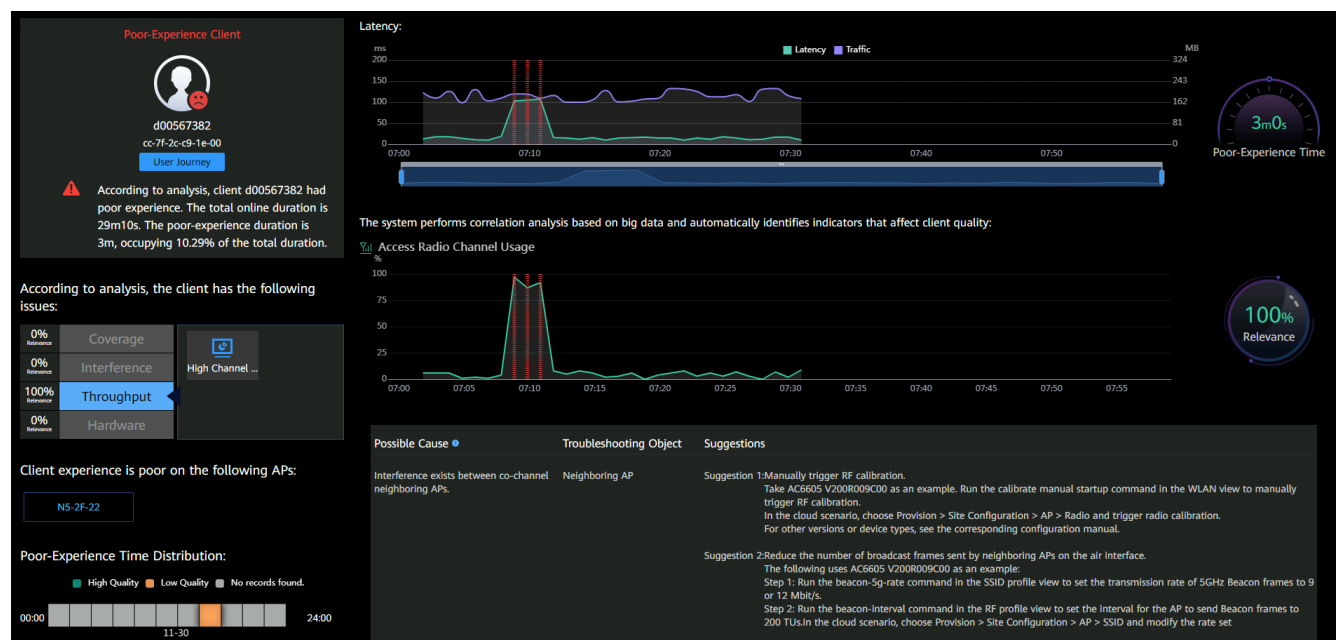 Poor-Experience Client
d00567382
cc-7f-2c-c9-1e-00
User Journey
According to analysis, client d00567382 had
poor experience. The total online duration is
29m10s. The poor-experience duration is
3m, occupying 10.29% of the total duration.
According to analysis, the client has the following
issues:
0%
Relevance
Coverage
0%
Relevance
Interference
100%
Relevance
Throughput
0%
Relevance
Hardware
High Channel ...
Client experience is poor on the following APs:
N5-2F-22
Poor-Experience Time Distribution:
High Quality Low Quality No records found.
00:00 24:00
11-30
Latency:
ms Latency Traffic MB
200 324
150 243
100 162
50 81
0 0
07:00 07:10 07:20 07:30 07:40 07:50
3m0s
Poor-Experience Time
The system performs correlation analysis based on big data and automatically identifies indicators that affect client quality:
Access Radio Channel Usage
%
100
75
50
25
0
07:00 07:05 07:10 07:15 07:20 07:25 07:30 07:35 07:40 07:45 07:50 07:55
100%
Relevance
Possible Cause Troubleshooting Object Suggestions
Interference exists between co-channel
neighboring APs.
Neighboring AP
Suggestion 1:Manually trigger RF calibration.
Take AC6605 V200R009C00 as an example. Run the calibrate manual startup command in the WLAN view to manually
trigger RF calibration.
In the cloud scenario, choose Provision > Site Configuration > AP > Radio and trigger radio calibration.
For other versions or device types, see the corresponding configuration manual.
Suggestion 2:Reduce the number of broadcast frames sent by neighboring APs on the air interface.
The following uses AC6605 V200R009C00 as an example:
Step 1: Run the beacon-5g-rate command in the SSID profile view to set the transmission rate of 5GHz Beacon frames to 9
or 12 Mbit/s.
Step 2: Run the beacon-interval command in the RF profile view to set the interval for the AP to send Beacon frames to
200 TUs.In the cloud scenario, choose Provision > Site Configuration > AP > SSID and modify the rate set